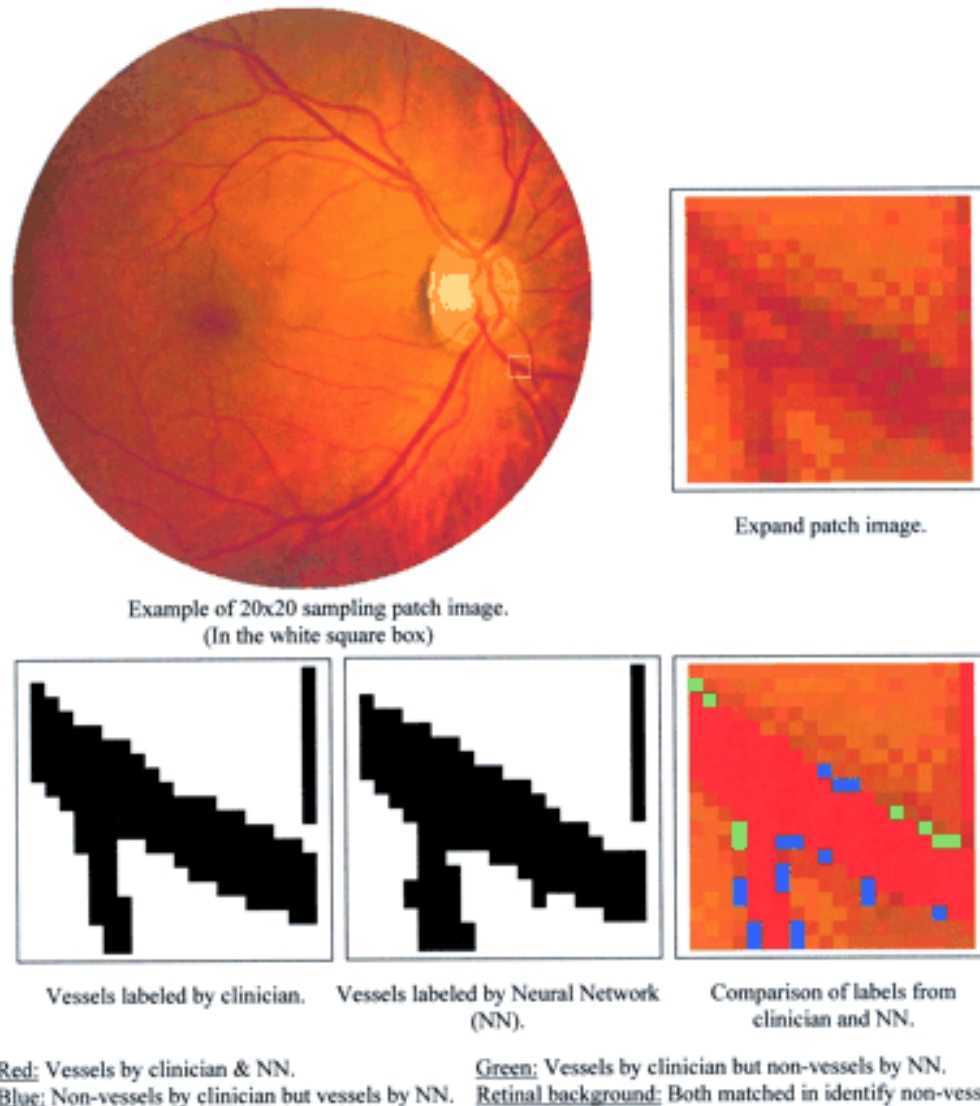 Expand patch image.
Example of 20x20 sampling patch image.
(In the white square box)
Vessels labeled by clinician.
Vessels labeled by Neural Network
(NN).
Comparison of labels from
clinician and NN.
Red: Vessels by clinician & NN.
Green: Vessels by clinician but non-vessels by NN.
Blue: Non-vessels by clinician but vessels by NN.
Retinal background: Both matched in identify non-vess